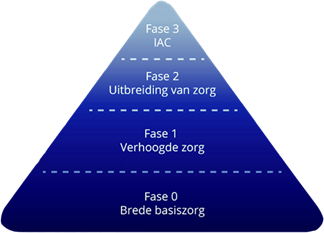 Fase 3
IAC
Fase 2
Uitbreiding van zorg
Fase 1
Verhoogde zorg
Fase 0
Brede basiszorg